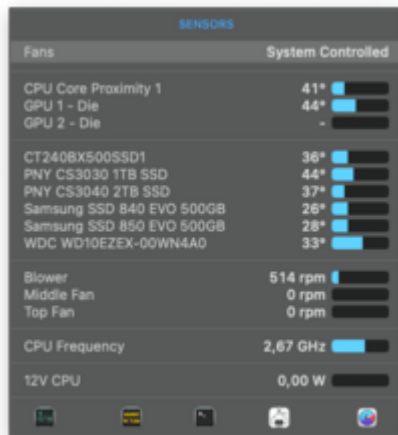 SENSORS
Fans System Controlled
CPU Core Proximity 1 41°
GPU 1 - Die 44°
GPU 2 - Die -
CT240BX500SSD1 36°
PNY CS3030 1TB SSD 44°
PNY CS3040 2TB SSD 37°
Samsung SSD 840 EVO 500GB 26°
Samsung SSD 850 EVO 500GB 28°
WDC WD10EZEX-00WN4A0 33°
Blower 514 rpm
Middle Fan 0 rpm
Top Fan 0 rpm
CPU Frequency 2,67 GHz
12V CPU 0,00 W